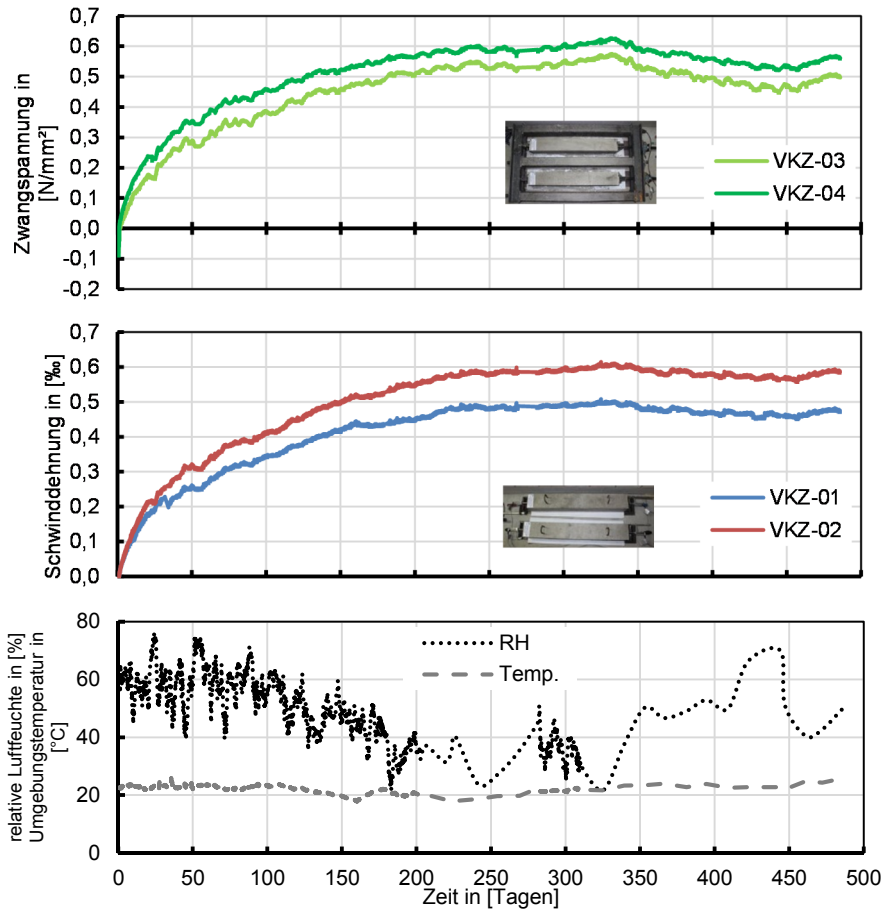 Zwangspannung in
[N/mm²]
0,7
0,6
0,5
0,4
0,3
0,2
0,1
0,0
-0,1
-0,2
VKZ-03
VKZ-04
Schwinddehnung in [‰]
0,7
0,6
0,5
0,4
0,3
0,2
0,1
0,0
VKZ-01
VKZ-02
relative Luftfeuchte in [%]
Umgebungstemperatur in
[°C]
80
60
40
20
0
RH
Temp.
0 50 100 150 200 250 300 350 400 450 500
Zeit in [Tagen]